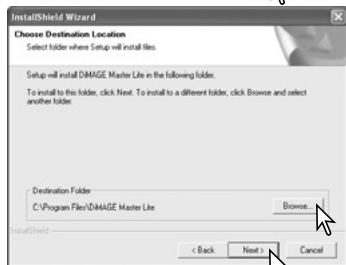 InstallShield Wizard
Choose Destination Location
Select folder where Setup will install files.
Setup will install DiMAGE Master Lite in the following folder.
To install to this folder, click Next. To install to a different folder, click Browse and select
another folder.
Destination Folder
C:\Program Files\DiMAGE Master Lite
Browse...
InstallShield
< Back
Next >
Cancel